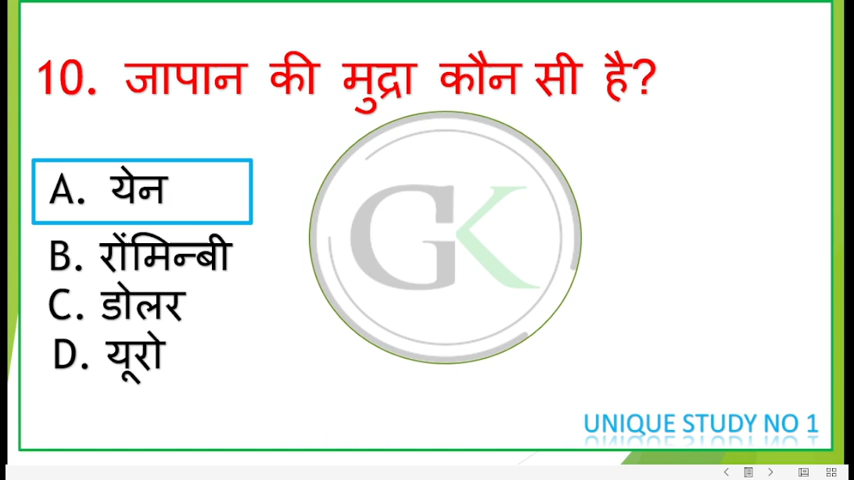 10. जापान की मुद्रा कौन सी है?
A. येन
B. रोंमिन्बी
C. डोलर
D. यूरो
GK
UNIQUE STUDY NO 1